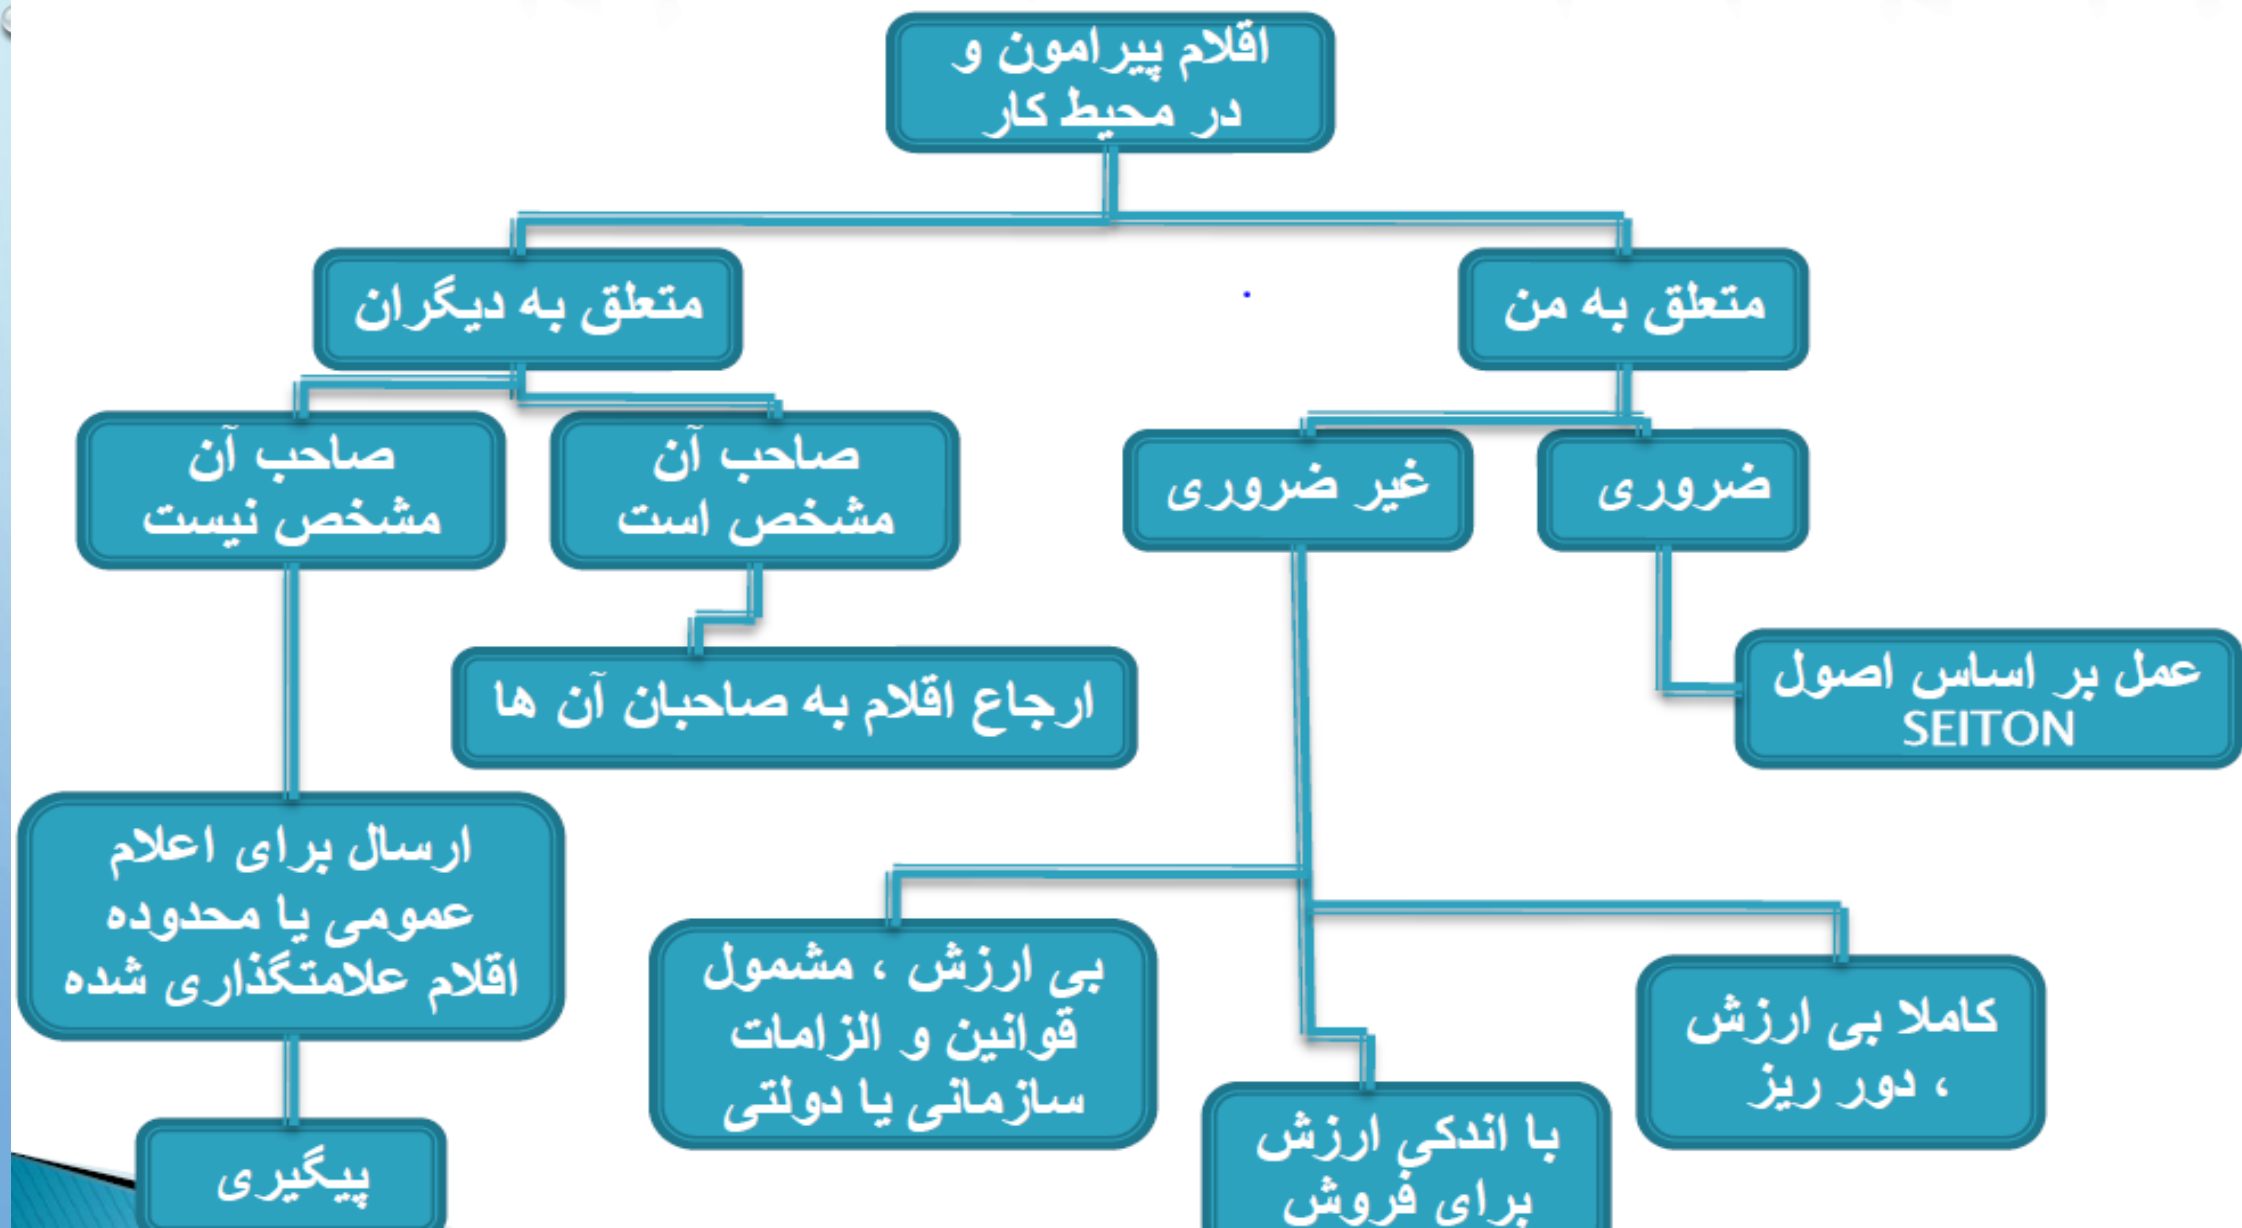 اقلام پیرامون و
در محیط کار
متعلق به من
متعلق به دیگران
ضروری
غیر ضروری
صاحب آن
مشخص است
صاحب آن
مشخص نیست
عمل بر اساس اصول
SEITON
ارجاع اقلام به صاحبان آن ها
ارسال برای اعلام
عمومی یا محدوده
اقلام علامتگذاری شده
کاملا بی ارزش
، دور ریز
بی ارزش ، مشمول
قوانین و الزامات
سازمانی یا دولتی
با اندکی ارزش
برای فروش
پیگیری